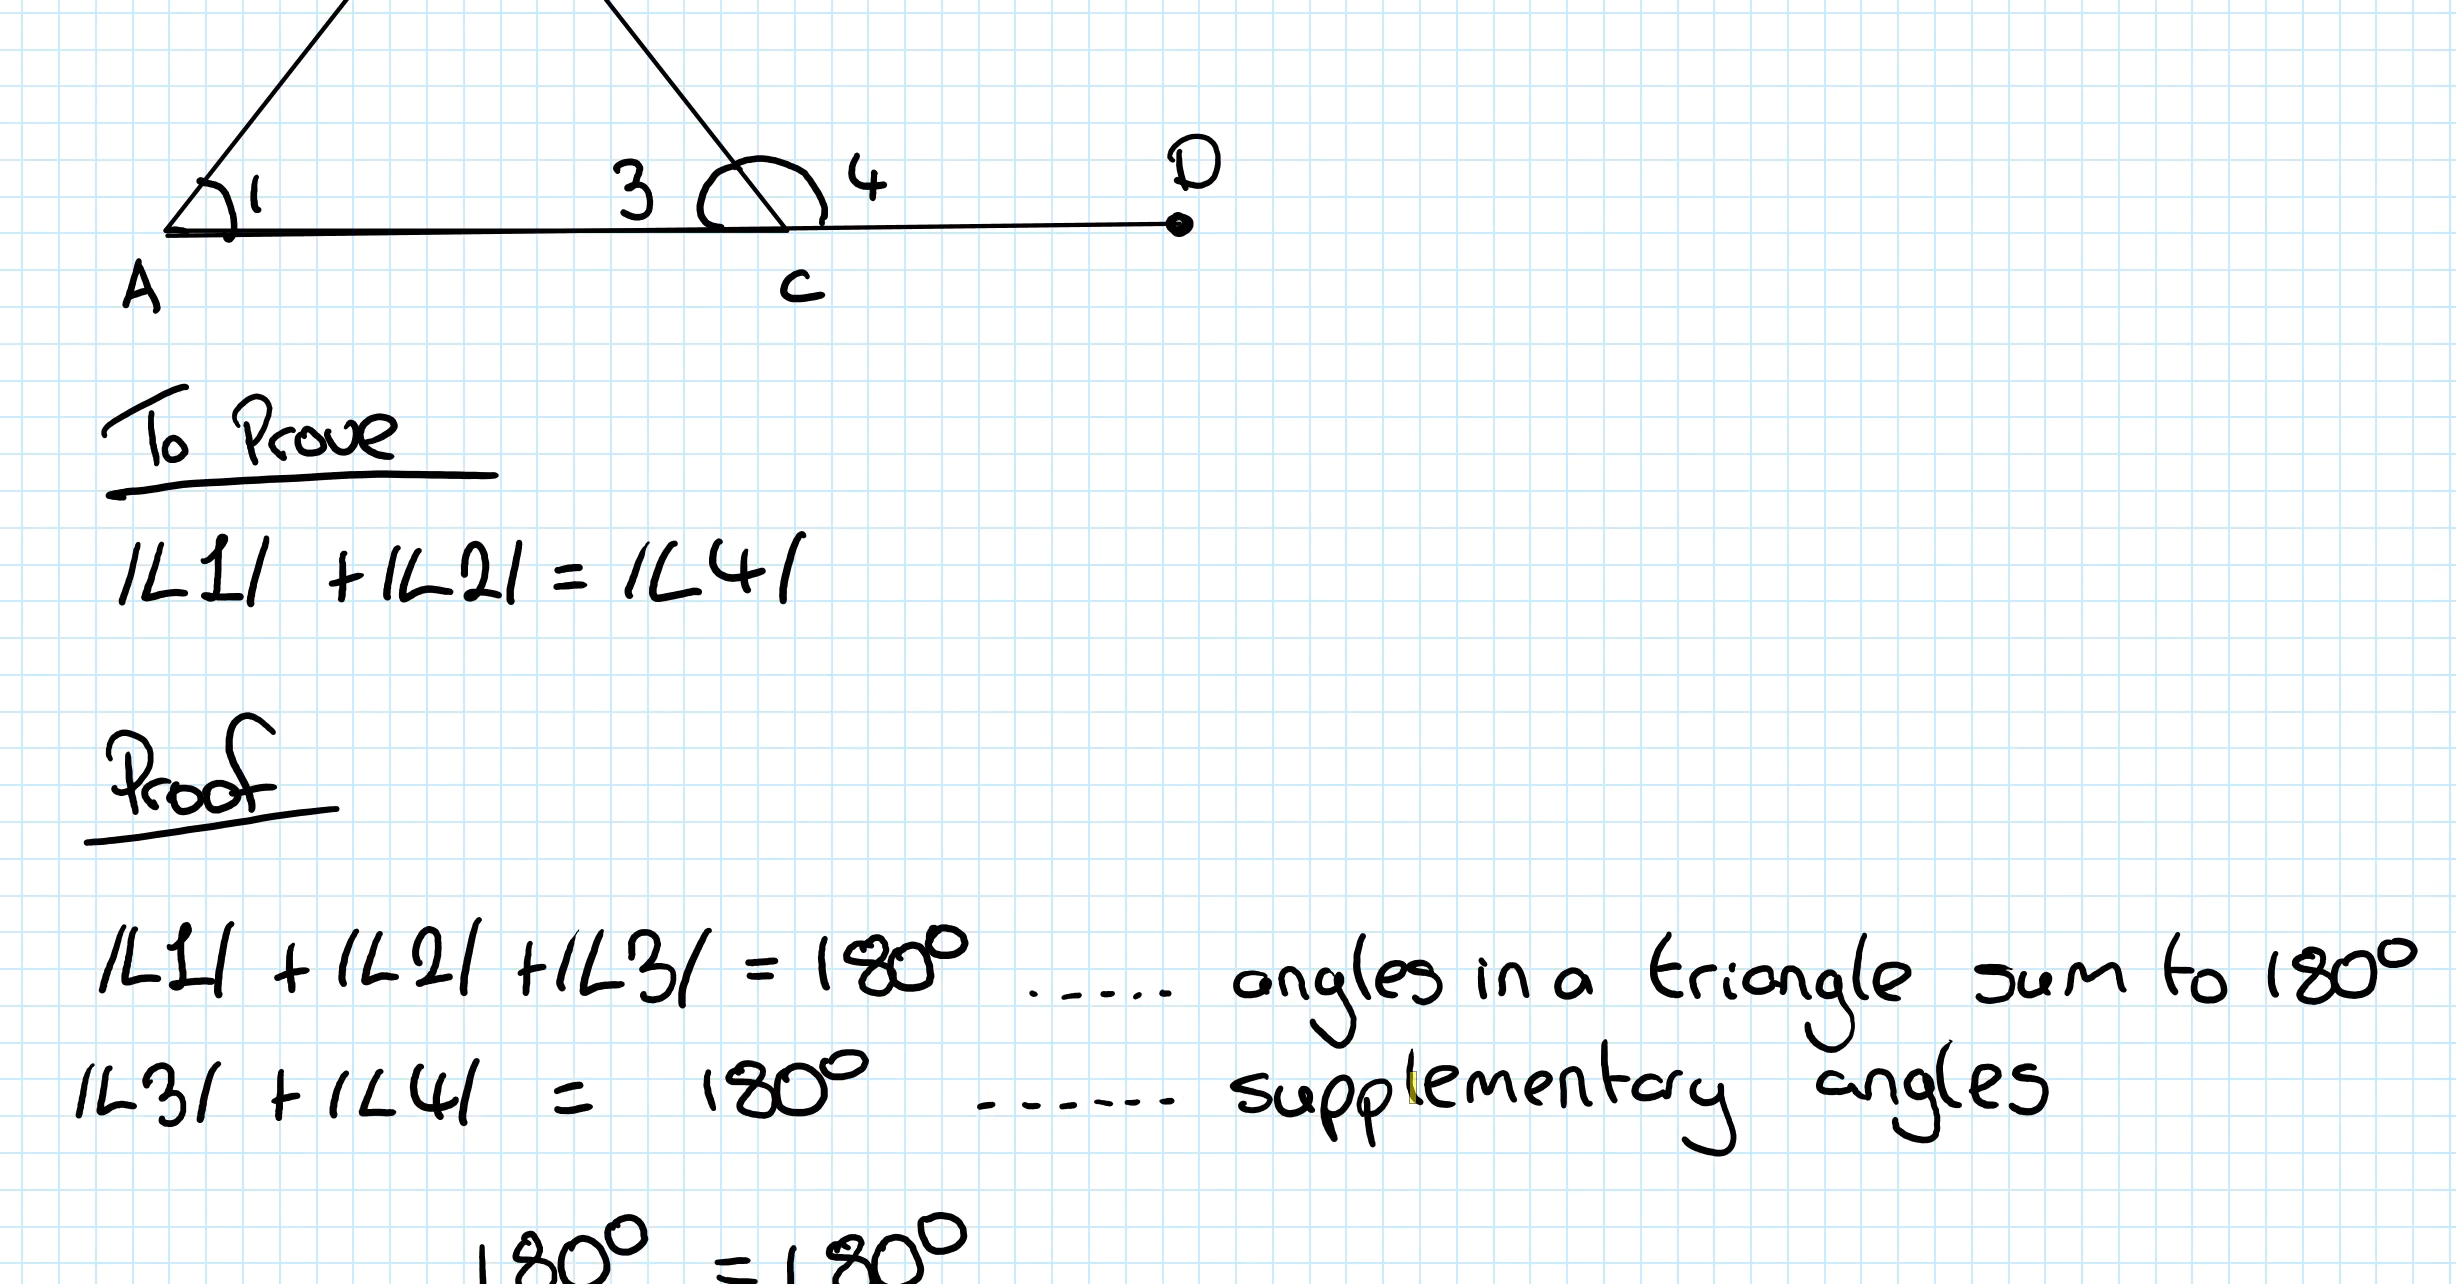 1 3 4 D
A C
To Prove
|∠1| + |∠2| = |∠4|
Proof
|∠1| + |∠2| + |∠3| = 180° ..... angles in a triangle sum to 180°
|∠3| + |∠4| = 180° ...... supplementary angles
180° = 180°